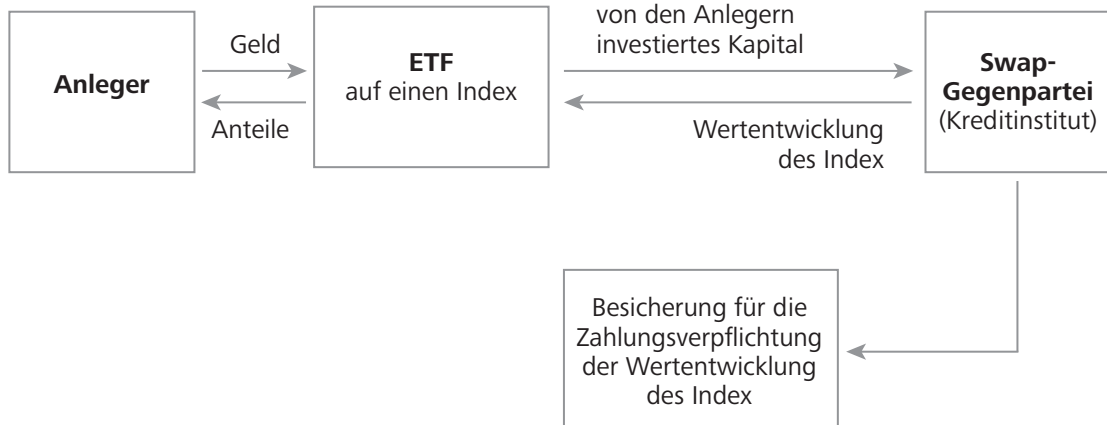 Anleger
Geld
Anteile
ETF
auf einen Index
von den Anlegern
investiertes Kapital
Wertentwicklung
des Index
Swap-
Gegenpartei
(Kreditinstitut)
Besicherung für die
Zahlungsverpflichtung
der Wertentwicklung
des Index